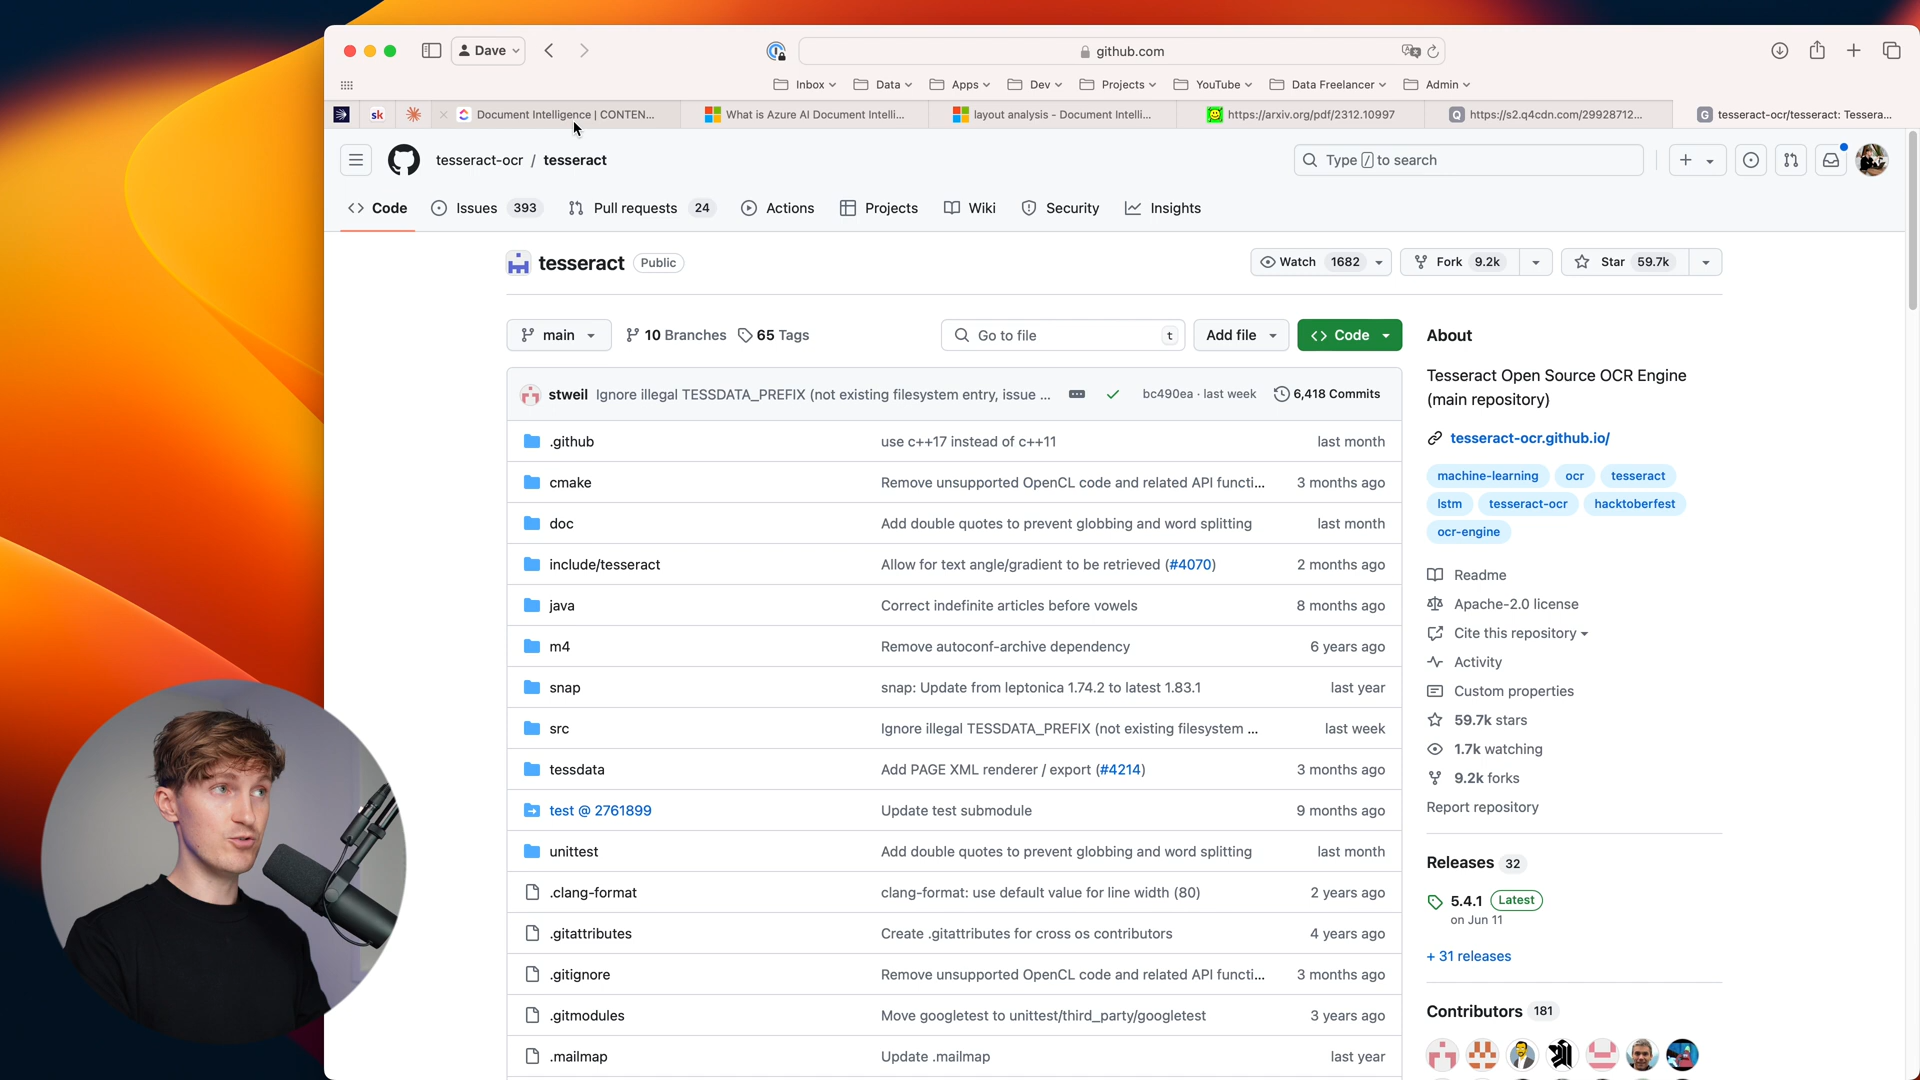 Dave
github.com
Inbox
Data
Apps
Dev
Projects
YouTube
Data Freelancer
Admin
sk
Document Intelligence | CONTEN...
What is Azure AI Document Intelli...
layout analysis - Document Intelli...
https://arxiv.org/pdf/2312.10997
Q https://s2.q4cdn.com/29928712...
G tesseract-ocr/tesseract: Tessera...
tesseract-ocr / tesseract
Type / to search
Code
Issues 393
Pull requests 24
Actions
Projects
Wiki
Security
Insights
tesseract Public
Watch 1682
Fork 9.2k
Star 59.7k
main
10 Branches
65 Tags
Go to file t
Add file
Code
stweil Ignore illegal TESSDATA_PREFIX (not existing filesystem entry, issue ... bc490ea · last week 6,418 Commits
.github use c++17 instead of c++11 last month
cmake Remove unsupported OpenCL code and related API functi... 3 months ago
doc Add double quotes to prevent globbing and word splitting last month
include/tesseract Allow for text angle/gradient to be retrieved (#4070) 2 months ago
java Correct indefinite articles before vowels 8 months ago
m4 Remove autoconf-archive dependency 6 years ago
snap snap: Update from leptonica 1.74.2 to latest 1.83.1 last year
src Ignore illegal TESSDATA_PREFIX (not existing filesystem ... last week
tessdata Add PAGE XML renderer / export (#4214) 3 months ago
test @ 2761899 Update test submodule 9 months ago
unittest Add double quotes to prevent globbing and word splitting last month
.clang-format clang-format: use default value for line width (80) 2 years ago
.gitattributes Create .gitattributes for cross os contributors 4 years ago
.gitignore Remove unsupported OpenCL code and related API functi... 3 months ago
.gitmodules Move googletest to unittest/third_party/googletest 3 years ago
.mailmap Update .mailmap last year
About
Tesseract Open Source OCR Engine
(main repository)
tesseract-ocr.github.io/
machine-learning ocr tesseract
lstm tesseract-ocr hacktoberfest
ocr-engine
Readme
Apache-2.0 license
Cite this repository
Activity
Custom properties
59.7k stars
1.7k watching
9.2k forks
Report repository
Releases 32
5.4.1 Latest
on Jun 11
+ 31 releases
Contributors 181